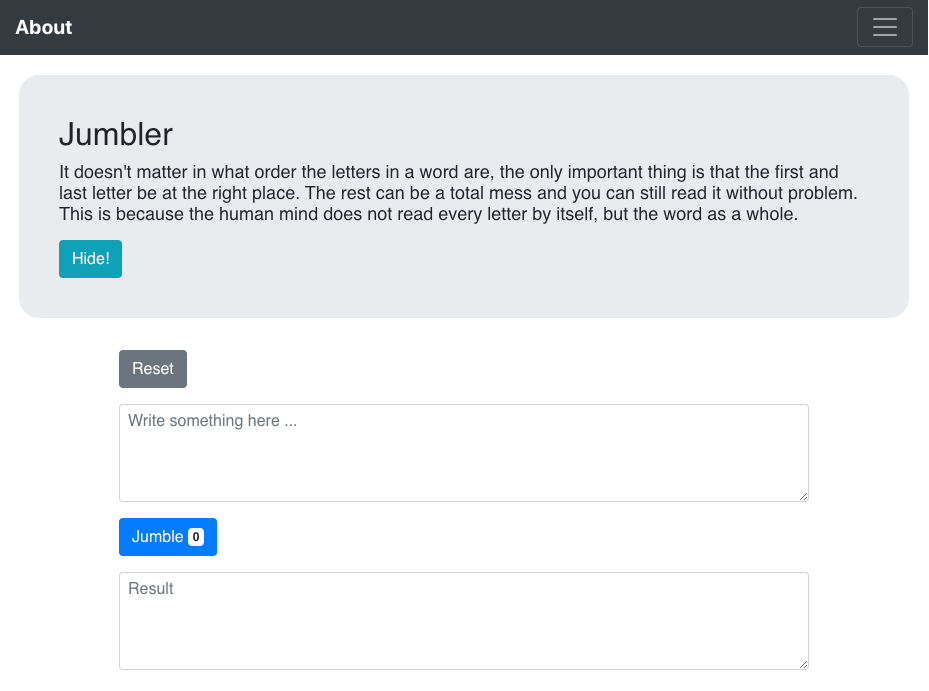 About
Jumbler
It doesn't matter in what order the letters in a word are, the only important thing is that the first and
last letter be at the right place. The rest can be a total mess and you can still read it without problem.
This is because the human mind does not read every letter by itself, but the word as a whole.
Hide!
Reset
Write something here ...
Jumble 0
Result